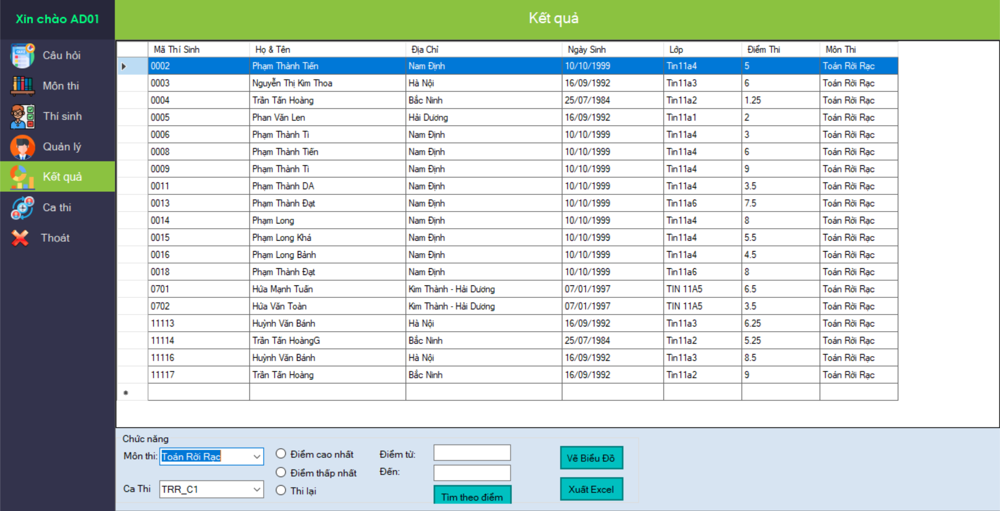 Xin chào AD01
Kết quả
Câu hỏi
Môn thi
Thí sinh
Quản lý
Kết quả
Ca thi
Thoát
Mã Thí Sinh Họ & Tên Địa Chỉ Ngày Sinh Lớp Điểm Thi Môn Thi
0002 Phạm Thành Tiến Nam Định 10/10/1999 Tin11a4 5 Toán Rời Rạc
0003 Nguyễn Thị Kim Thoa Hà Nội 16/09/1992 Tin11a3 6 Toán Rời Rạc
0004 Trần Tấn Hoàng Bắc Ninh 25/07/1984 Tin11a2 1.25 Toán Rời Rạc
0005 Phan Văn Len Hải Dương 16/09/1992 Tin11a1 2 Toán Rời Rạc
0006 Phạm Thành Tì Nam Định 10/10/1999 Tin11a4 3 Toán Rời Rạc
0008 Phạm Thành Tiến Nam Định 10/10/1999 Tin11a4 6 Toán Rời Rạc
0009 Phạm Thành Tì Nam Định 10/10/1999 Tin11a4 9 Toán Rời Rạc
0011 Phạm Thành DA Nam Định 10/10/1999 Tin11a4 3.5 Toán Rời Rạc
0013 Phạm Thành Đạt Nam Định 10/10/1999 Tin11a6 7.5 Toán Rời Rạc
0014 Phạm Long Nam Định 10/10/1999 Tin11a4 8 Toán Rời Rạc
0015 Phạm Long Khá Nam Định 10/10/1999 Tin11a4 5.5 Toán Rời Rạc
0016 Phạm Long Bảnh Nam Định 10/10/1999 Tin11a4 4.5 Toán Rời Rạc
0018 Phạm Thành Đạt Nam Định 10/10/1999 Tin11a6 8 Toán Rời Rạc
0701 Hứa Mạnh Tuấn Kim Thành - Hải Dương 07/01/1997 TIN 11A5 6.5 Toán Rời Rạc
0702 Hứa Văn Toàn Kim Thành - Hải Dương 07/01/1997 TIN 11A5 3.5 Toán Rời Rạc
11113 Huỳnh Văn Bánh Hà Nội 16/09/1992 Tin11a3 6.25 Toán Rời Rạc
11114 Trần Tấn HoàngG Bắc Ninh 25/07/1984 Tin11a2 5.25 Toán Rời Rạc
11116 Huỳnh Văn Bánh Hà Nội 16/09/1992 Tin11a3 8.5 Toán Rời Rạc
11117 Trần Tấn Hoàng Bắc Ninh 16/09/1992 Tin11a2 9 Toán Rời Rạc
Chức năng
Môn thi: Toán Rời Rạc
Ca Thi TRR_C1
Điểm cao nhất
Điểm thấp nhất
Thi lại
Điểm từ:
Đến:
Tìm theo điểm
Vẽ Biểu Đồ
Xuất Excel